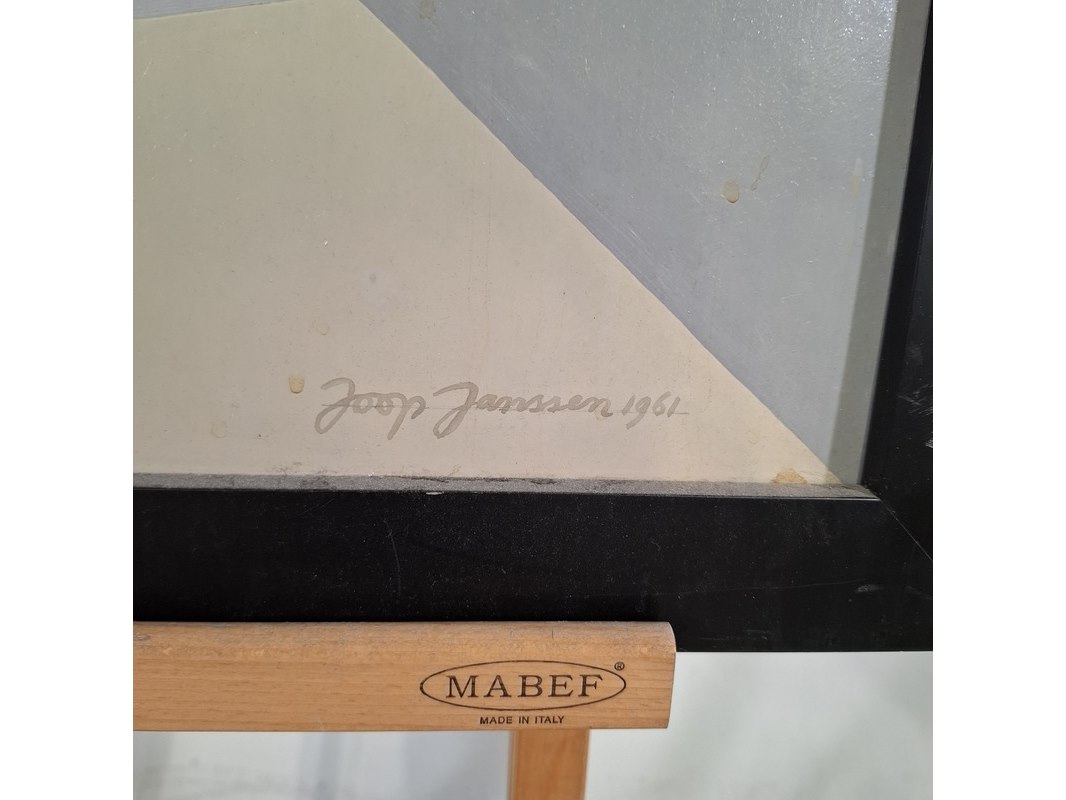 Joop Janssen 1961
MABEF®
MADE IN ITALY